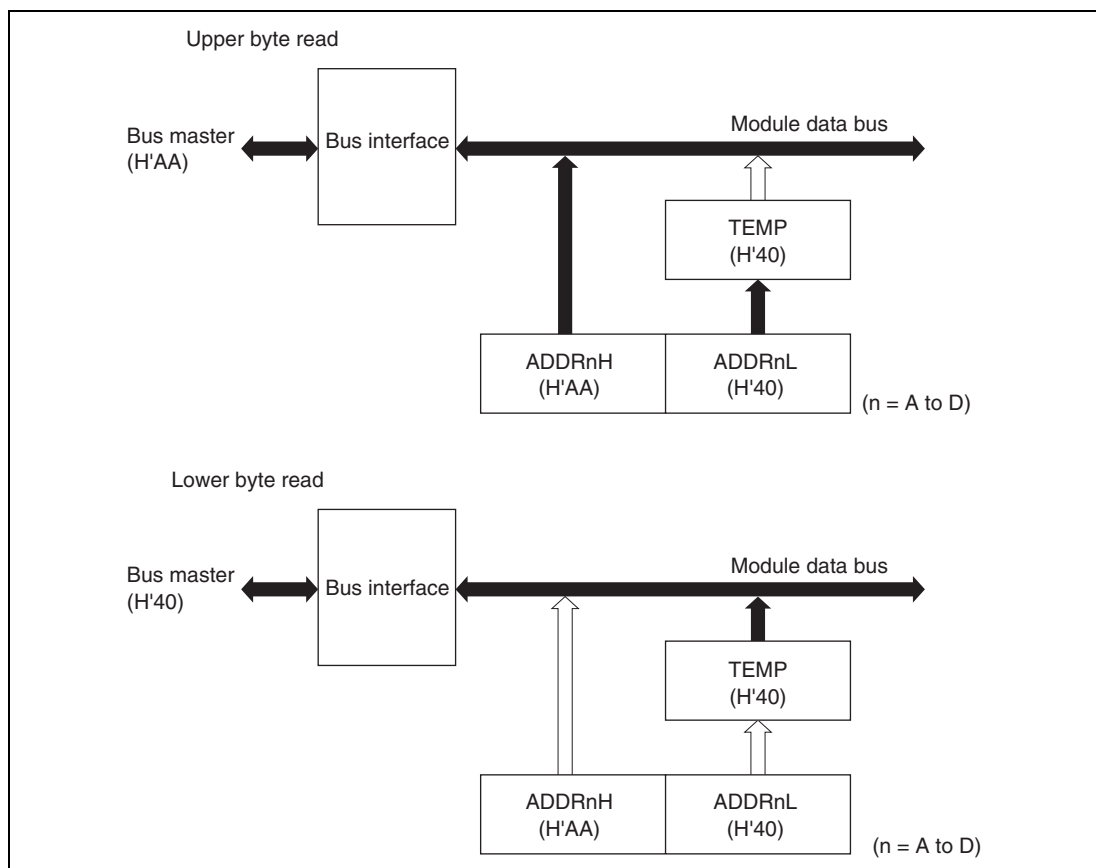 Upper byte read
Bus master
(H'AA)
Bus interface
Module data bus
TEMP
(H'40)
ADDRnH
(H'AA)
ADDRnL
(H'40)
(n = A to D)
Lower byte read
Bus master
(H'40)
Bus interface
Module data bus
TEMP
(H'40)
ADDRnH
(H'AA)
ADDRnL
(H'40)
(n = A to D)